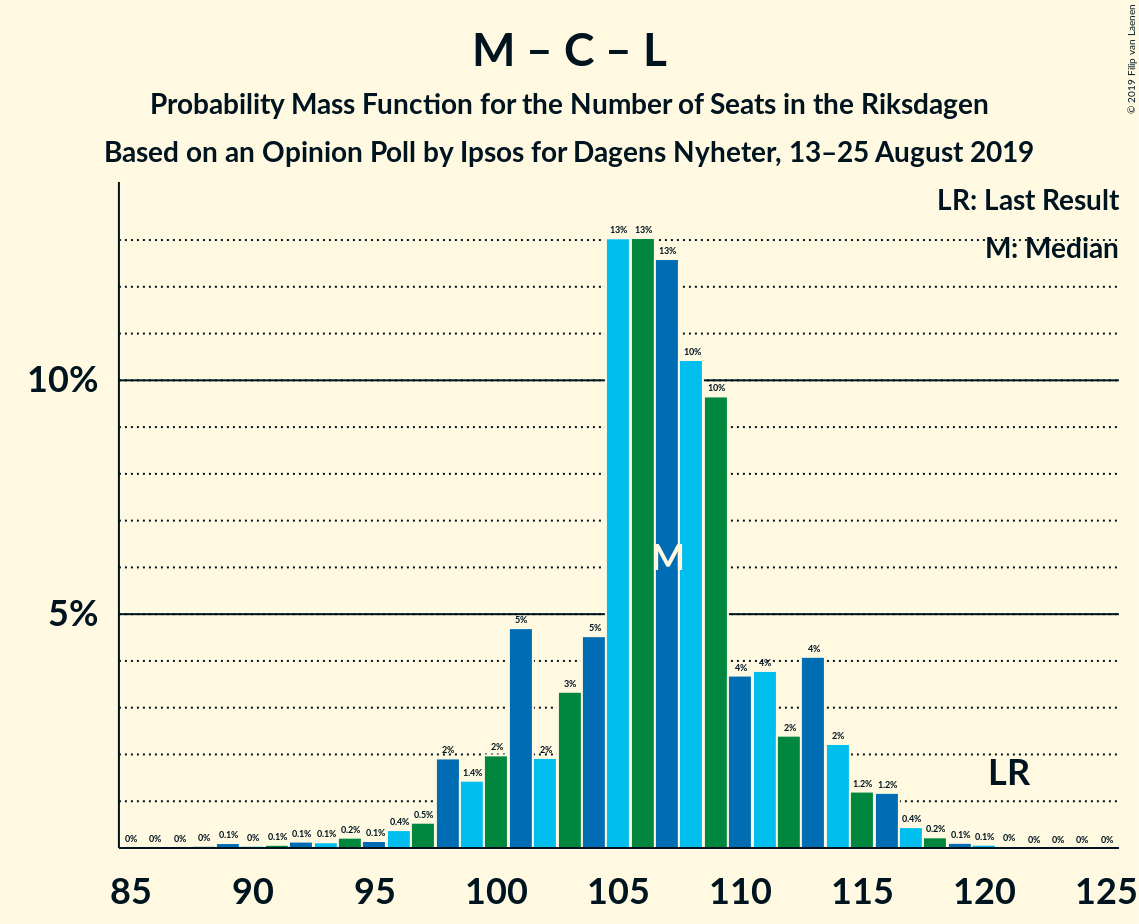 © 2019 Filip van Laenen
M – C – L
Probability Mass Function for the Number of Seats in the Riksdagen
Based on an Opinion Poll by Ipsos for Dagens Nyheter, 13–25 August 2019
LR: Last Result
M: Median
10%
5%
0% 0% 0% 0% 0.1% 0% 0.1% 0.1% 0.1% 0.2% 0.1% 0.4% 0.5% 2% 1.4% 2% 5% 2% 3% 5% 13% 13% 13% 10% 10% 4% 4% 2% 4% 2% 1.2% 1.2% 0.4% 0.2% 0.1% 0.1% 0% 0% 0% 0% 0%
M
LR
85 90 95 100 105 110 115 120 125